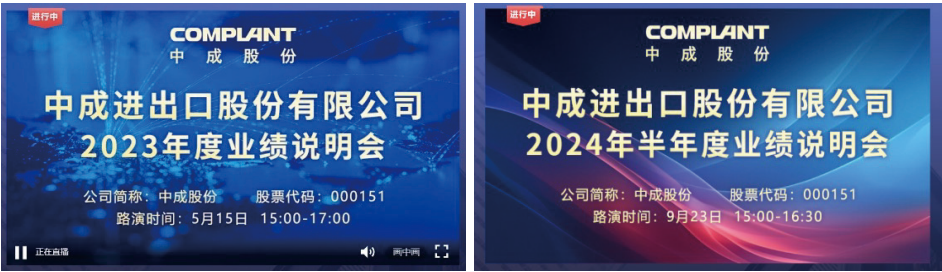 进行中
COMPLANT
中成股份
中成进出口股份有限公司
2023年度业绩说明会
公司简称：中成股份 股票代码：000151
路演时间：5月15日 15:00-17:00
正在直播
画中画
进行中
COMPLANT
中成股份
中成进出口股份有限公司
2024年半年度业绩说明会
公司简称：中成股份 股票代码：000151
路演时间：9月23日 15:00-16:30